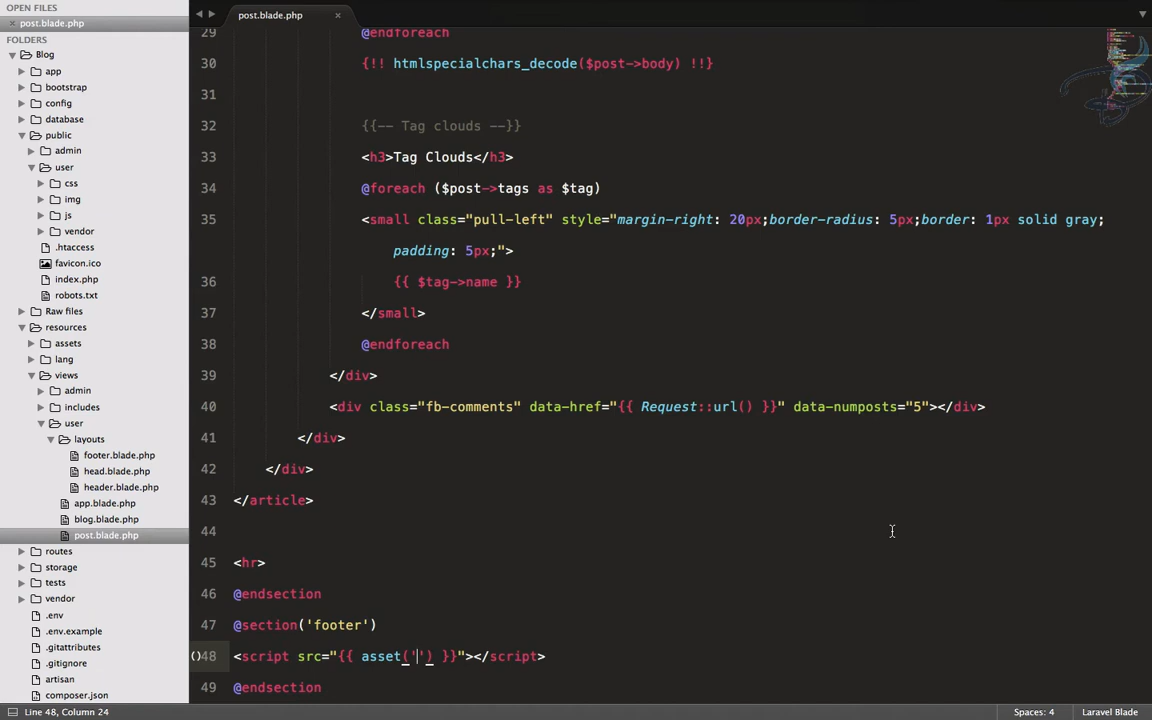 OPEN FILES
× post.blade.php
FOLDERS
Blog
app
bootstrap
config
database
public
admin
user
css
img
js
vendor
.htaccess
favicon.ico
index.php
robots.txt
Raw files
resources
assets
lang
views
admin
includes
user
layouts
footer.blade.php
head.blade.php
header.blade.php
app.blade.php
blog.blade.php
post.blade.php
routes
storage
tests
vendor
.env
.env.example
.gitattributes
.gitignore
artisan
composer.json
post.blade.php ×
29 @endforeach
30 {!! htmlspecialchars_decode($post->body) !!}
31
32 {{-- Tag clouds --}}
33 <h3>Tag Clouds</h3>
34 @foreach ($post->tags as $tag)
35 <small class="pull-left" style="margin-right: 20px;border-radius: 5px;border: 1px solid gray;
padding: 5px;">
36 {{ $tag->name }}
37 </small>
38 @endforeach
39 </div>
40 <div class="fb-comments" data-href="{{ Request::url() }}" data-numposts="5"></div>
41 </div>
42 </div>
43 </article>
44
45 <hr>
46 @endsection
47 @section('footer')
()48 <script src="{{ asset('') }}"></script>
49 @endsection
Line 48, Column 24
Spaces: 4
Laravel Blade